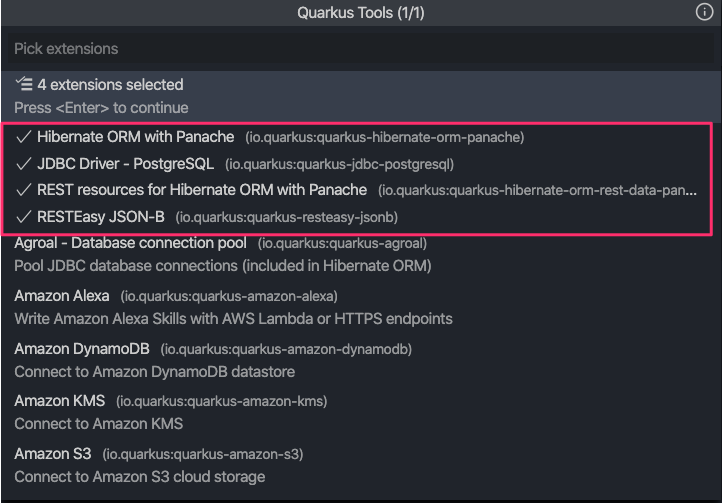 Quarkus Tools (1/1)
Pick extensions
4 extensions selected
Press <Enter> to continue
Hibernate ORM with Panache (io.quarkus:quarkus-hibernate-orm-panache)
JDBC Driver - PostgreSQL (io.quarkus:quarkus-jdbc-postgresql)
REST resources for Hibernate ORM with Panache (io.quarkus:quarkus-hibernate-orm-rest-data-pan...
RESTEasy JSON-B (io.quarkus:quarkus-resteasy-jsonb)
Agroal - Database connection pool (io.quarkus:quarkus-agroal)
Pool JDBC database connections (included in Hibernate ORM)
Amazon Alexa (io.quarkus:quarkus-amazon-alexa)
Write Amazon Alexa Skills with AWS Lambda or HTTPS endpoints
Amazon DynamoDB (io.quarkus:quarkus-amazon-dynamodb)
Connect to Amazon DynamoDB datastore
Amazon KMS (io.quarkus:quarkus-amazon-kms)
Connect to Amazon KMS
Amazon S3 (io.quarkus:quarkus-amazon-s3)
Connect to Amazon S3 cloud storage